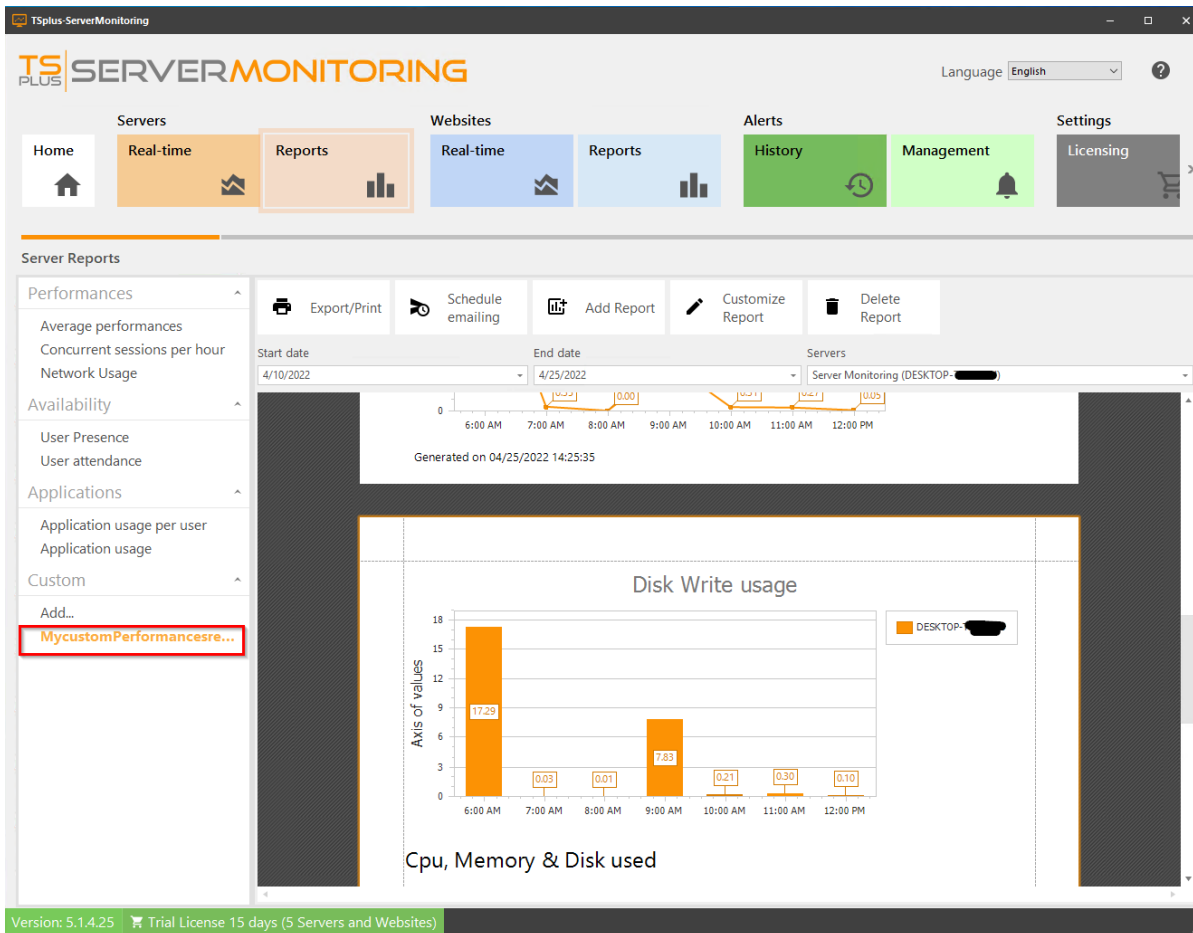 TSplus-ServerMonitoring
TS PLUS SERVERMONITORING
Language English
Servers Websites Alerts Settings
Home Real-time Reports Real-time Reports History Management Licensing
Server Reports
Performances
Average performances
Concurrent sessions per hour
Network Usage
Availability
User Presence
User attendance
Applications
Application usage per user
Application usage
Custom
Add...
MycustomPerformancesre...
Export/Print
Schedule
emailing
Add Report
Customize
Report
Delete
Report
Start date End date Servers
4/10/2022 4/25/2022 Server Monitoring (DESKTOP-
0.00 0.05
0
6:00 AM 7:00 AM 8:00 AM 9:00 AM 10:00 AM 11:00 AM 12:00 PM
Generated on 04/25/2022 14:25:35
Disk Write usage
DESKTOP-
Axis of values
18
15
12
9
6
3
0
17.29 0.03 0.01 7.83 0.21 0.30 0.10
6:00 AM 7:00 AM 8:00 AM 9:00 AM 10:00 AM 11:00 AM 12:00 PM
Cpu, Memory & Disk used
Version: 5.1.4.25 Trial License 15 days (5 Servers and Websites)